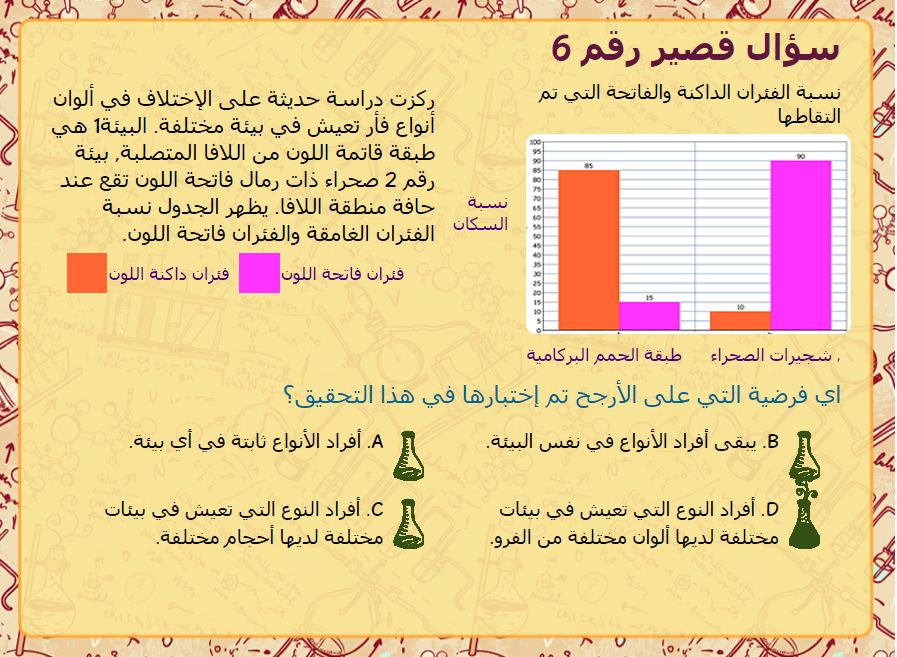 سؤال قصير رقم 6
نسبة الفئران الداكنة والفاتحة التي تم
التقاطها
100
95
90
85
80
75
70
65
60
55
50
45
40
35
30
25
20
15
10
5
0
85
15
10
90
نسبة
السكان
طبقة الحمم البركامية
, شجيرات الصحراء
ركزت دراسة حديثة على الإختلاف في ألوان
أنواع فأر تعيش في بيئة مختلفة. البيئة1 هي
طبقة قاتمة اللون من اللافا المتصلبة, بيئة
رقم 2 صحراء ذات رمال فاتحة اللون تقع عند
حافة منطقة اللافا. يظهر الجدول نسبة
الفئران الغامقة والفئران فاتحة اللون.
فئران فاتحة اللون
فئران داكنة اللون
اي فرضية التي على الأرجح تم إختبارها في هذا التحقيق؟
B. يبقى أفراد الأنواع في نفس البيئة.
A. أفراد الأنواع ثابتة في أي بيئة.
D. أفراد النوع التي تعيش في بيئات
مختلفة لديها ألوان مختلفة من الفرو.
C. أفراد النوع التي تعيش في بيئات
مختلفة لديها أحجام مختلفة.